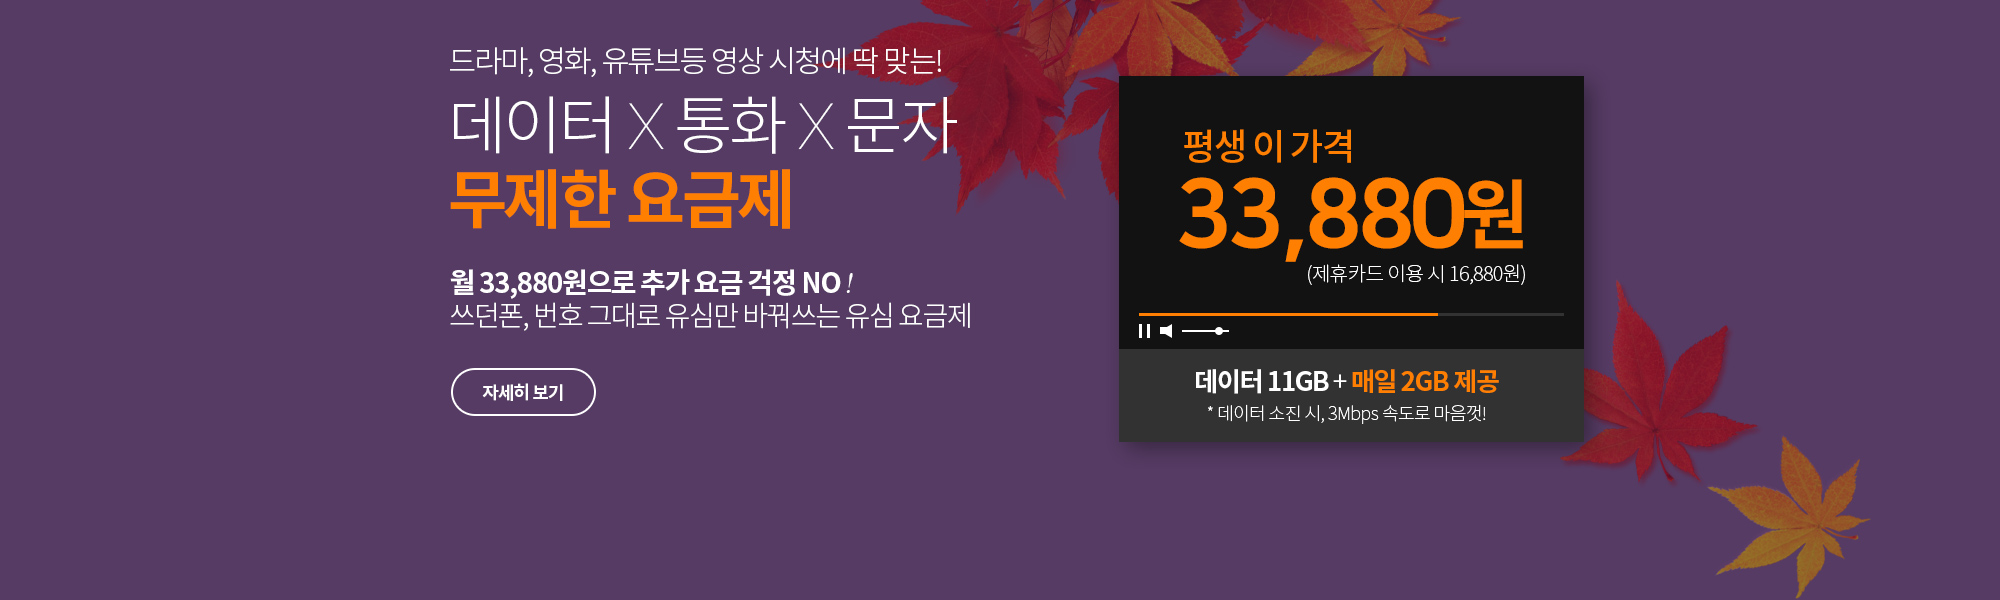 드라마, 영화, 유튜브등 영상 시청에 딱 맞는!
데이터 X 통화 X 문자
무제한 요금제
월 33,880원으로 추가 요금 걱정 NO !
쓰던폰, 번호 그대로 유심만 바꿔쓰는 유심 요금제
자세히 보기
평생 이 가격
33,880원
(제휴카드 이용 시 16,880원)
데이터 11GB + 매일 2GB 제공
* 데이터 소진 시, 3Mbps 속도로 마음껏!